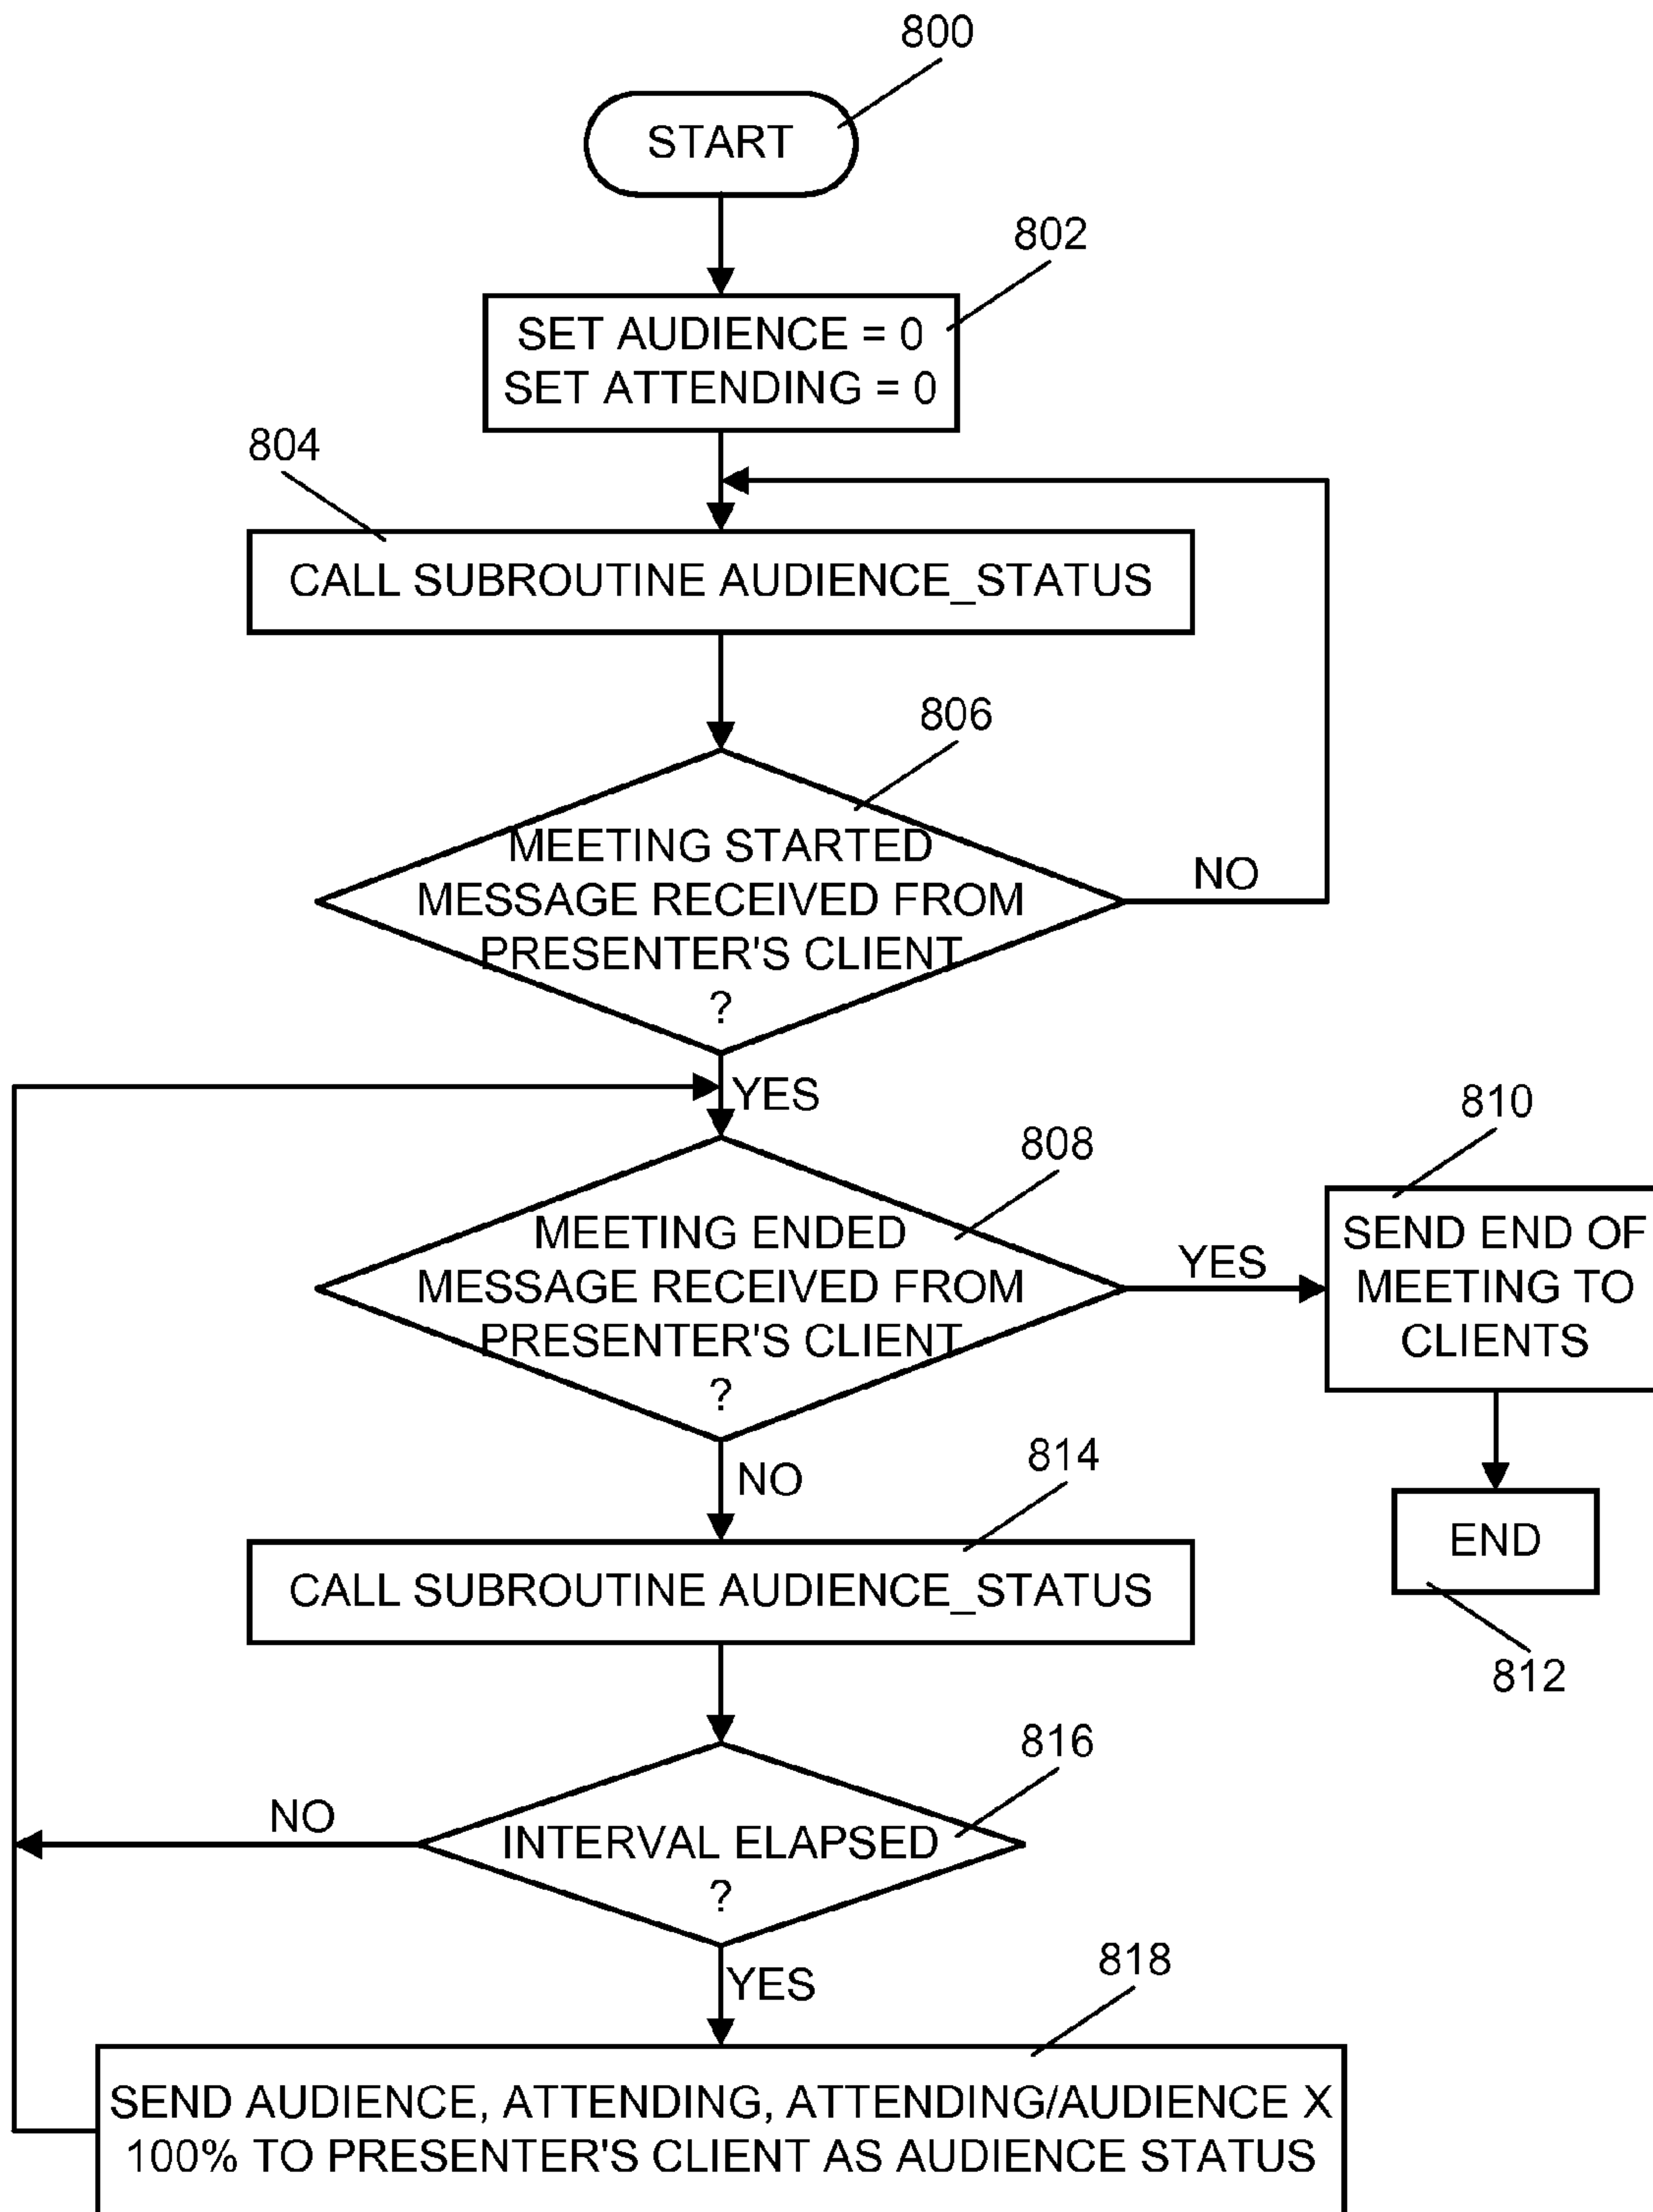 800
START
802
SET AUDIENCE = 0
SET ATTENDING = 0
804
CALL SUBROUTINE AUDIENCE_STATUS
806
MEETING STARTED
MESSAGE RECEIVED FROM
PRESENTER'S CLIENT
?
NO
YES
808
MEETING ENDED
MESSAGE RECEIVED FROM
PRESENTER'S CLIENT
?
YES
810
SEND END OF
MEETING TO
CLIENTS
END
812
NO
814
CALL SUBROUTINE AUDIENCE_STATUS
816
INTERVAL ELAPSED
?
NO
YES
818
SEND AUDIENCE, ATTENDING, ATTENDING/AUDIENCE X
100% TO PRESENTER'S CLIENT AS AUDIENCE STATUS